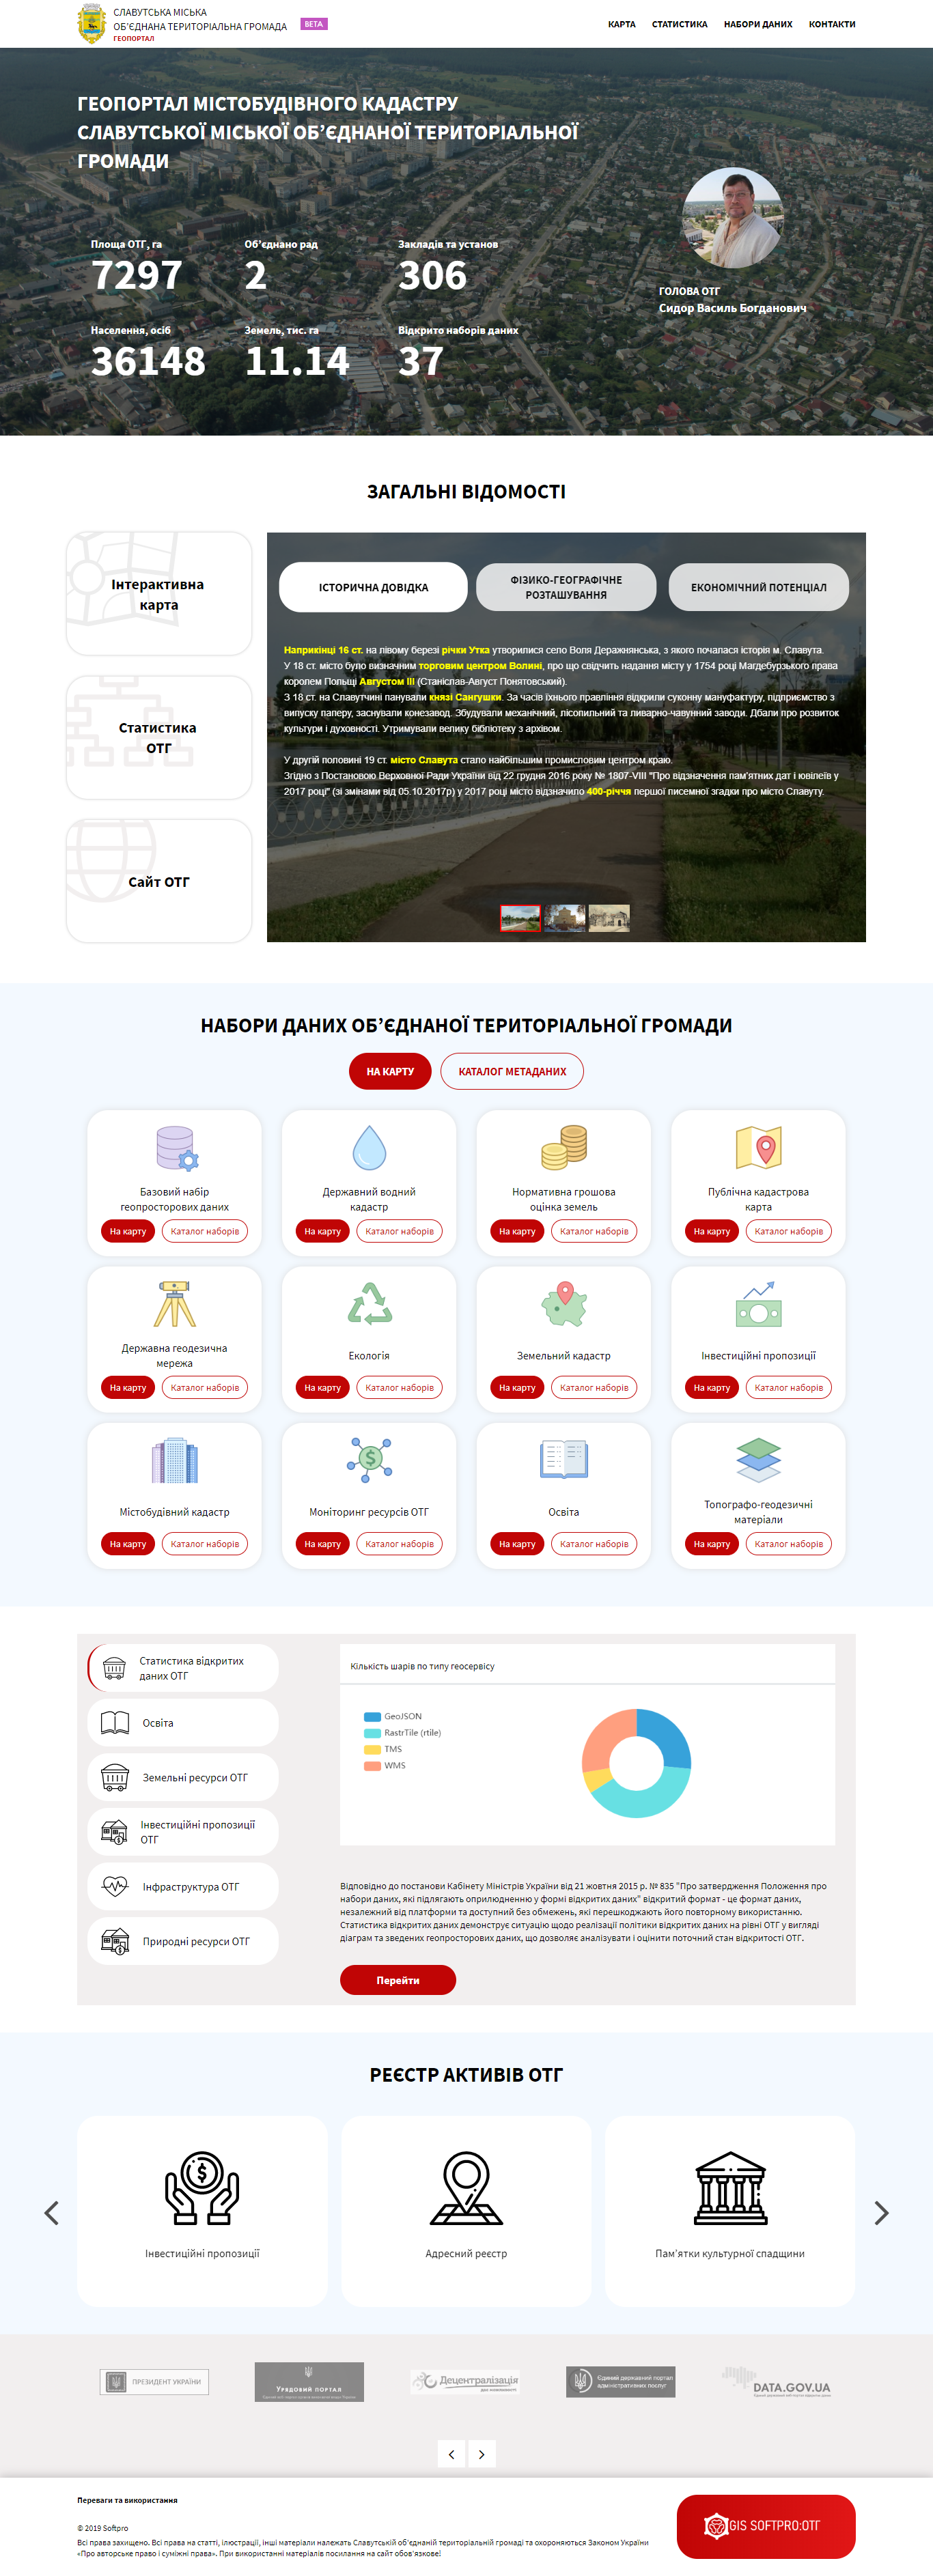 СЛАВУТСЬКА МІСЬКА
ОБ'ЄДНАНА ТЕРИТОРІАЛЬНА ГРОМАДА
ГЕОПОРТАЛ
BETA
КАРТА СТАТИСТИКА НАБОРИ ДАНИХ КОНТАКТИ
ГЕОПОРТАЛ МІСТОБУДІВНОГО КАДАСТРУ
СЛАВУТСЬКОЇ МІСЬКОЇ ОБ'ЄДНАНОЇ ТЕРИТОРІАЛЬНОЇ
ГРОМАДИ
Площа ОТГ, га
7297
Об'єднано рад
2
Закладів та установ
306
Населення, осіб
36148
Земель, тис. га
11.14
Відкрито наборів даних
37
ГОЛОВА ОТГ
Сидор Василь Богданович
ЗАГАЛЬНІ ВІДОМОСТІ
Інтерактивна
карта
Статистика
ОТГ
Сайт ОТГ
ІСТОРИЧНА ДОВІДКА
ФІЗИКО-ГЕОГРАФІЧНЕ
РОЗТАШУВАННЯ
ЕКОНОМІЧНИЙ ПОТЕНЦІАЛ
Наприкінці 16 ст. на лівому березі річки Утка утворилися село Воля Деражнянська, з якого почалася історія м. Славута.
У 18 ст. місто було визначним торговим центром Волині, про що свідчить надання місту у 1754 році Магдебурзького права
королем Польщі Августом ІІІ (Станіслав-Август Понятовський).
З 18 ст. на Славутчині панували князі Сангушки. За часів їхнього правління відкрили суконну мануфактуру, підприємство з
випуску паперу, заснували конезавод. Збудували механічний, лісопильний та ливарно-чавунний заводи. Дбали про розвиток
культури і духовності. Утримували велику бібліотеку з архівом.
У другій половині 19 ст. місто Славута стало найбільшим промисловим центром краю.
Згідно з Постановою Верховної Ради України від 22 грудня 2016 року № 1807-VIII "Про відзначення пам'ятних дат і ювілеїв у
2017 році" (зі змінами від 05.10.2017р) у 2017 році місто відзначило 400-річчя першої писемної згадки про місто Славуту.
НАБОРИ ДАНИХ ОБ'ЄДНАНОЇ ТЕРИТОРІАЛЬНОЇ ГРОМАДИ
НА КАРТУ
КАТАЛОГ МЕТАДАНИХ
Базовий набір
геопросторових даних
На карту Каталог наборів
Державний водний
кадастр
На карту Каталог наборів
Нормативна грошова
оцінка земель
На карту Каталог наборів
Публічна кадастрова
карта
На карту Каталог наборів
Державна геодезична
мережа
На карту Каталог наборів
Екологія
На карту Каталог наборів
Земельний кадастр
На карту Каталог наборів
Інвестиційні пропозиції
На карту Каталог наборів
Містобудівний кадастр
На карту Каталог наборів
Моніторинг ресурсів ОТГ
На карту Каталог наборів
Освіта
На карту Каталог наборів
Топографо-геодезичні
матеріали
На карту Каталог наборів
Статистика відкритих
даних ОТГ
Освіта
Земельні ресурси ОТГ
Інвестиційні пропозиції
ОТГ
Інфраструктура ОТГ
Природні ресурси ОТГ
Кількість шарів по типу геосервісу
GeoJSON
RastrTile (rtile)
TMS
WMS
Відповідно до постанови Кабінету Міністрів України від 21 жовтня 2015 р. № 835 "Про затвердження Положення про
набори даних, які підлягають оприлюдненню у формі відкритих даних" відкритий формат - це формат даних,
незалежний від платформи та доступний без обмежень, які перешкоджають його повторному використанню.
Статистика відкритих даних демонструє ситуацію щодо реалізації політики відкритих даних на рівні ОТГ у вигляді
діаграм та зведених геопросторових даних, що дозволяє аналізувати і оцінити поточний стан відкритості ОТГ.
Перейти
РЕЄСТР АКТИВІВ ОТГ
Інвестиційні пропозиції
Адресний реєстр
Пам'ятки культурної спадщини
ПРЕЗИДЕНТ УКРАЇНИ
УРЯДОВИЙ ПОРТАЛ
Децентралізація
Єдиний державний портал
адміністративних послуг
DATA.GOV.UA
Переваги та використання
© 2019 Softpro
Всі права захищено. Всі права на статті, ілюстрації, інші матеріали належать Славутській об'єднаній територіальній громаді та охороняються Законом України
«Про авторське право і суміжні права». При використанні матеріалів посилання на сайт обов'язкове!
GIS SOFTPRO:ОТГ